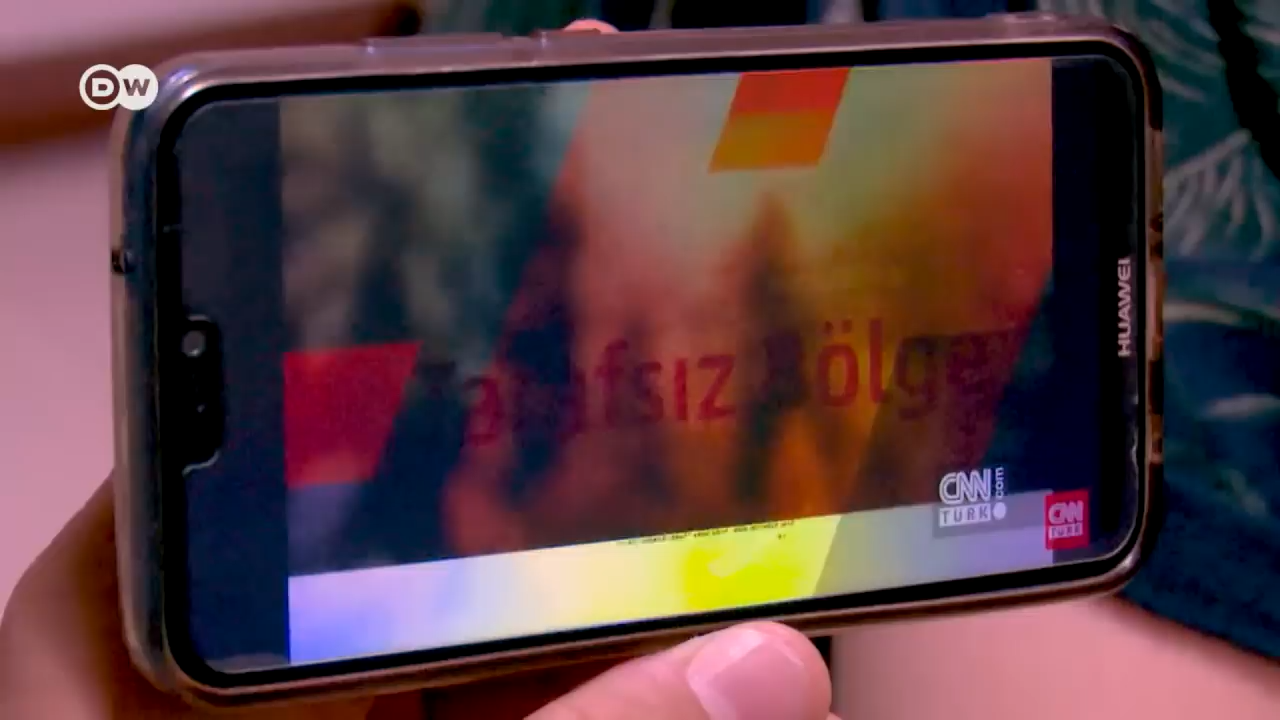 DW
Tarafsız Bölge
HUAWEI
CNN
TÜRK
.com
CNN
TÜRK